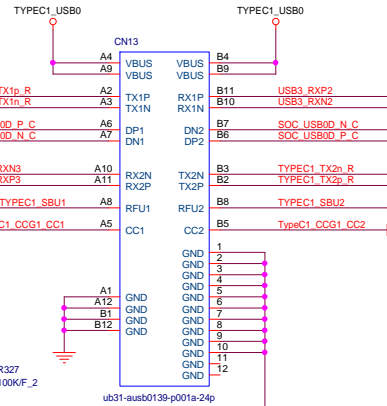 TYPEC1_USB0 TYPEC1_USB0
CN13
A4 VBUS VBUS B4
A9 VBUS VBUS B9
TX1p_R A2 TX1P RX1P B11 USB3_RXP2
TX1n_R A3 TX1N RX1N B10 USB3_RXN2
0D_P_C A6 DP1 DN2 B7 SOC_USB0D_N_C
0D_N_C A7 DN1 DP2 B6 SOC_USB0D_P_C
RXN3 A10 RX2N TX2N B3 TYPEC1_TX2n_R
RXP3 A11 RX2P TX2P B2 TYPEC1_TX2p_R
TYPEC1_SBU1 A8 RFU1 RFU2 B8 TYPEC1_SBU2
C1_CCG1_CC1 A5 CC1 CC2 B5 TypeC1_CCG1_CC2
GND 1
GND 2
GND 3
GND 4
A1 GND GND 5
A12 GND GND 6
B1 GND GND 7
B12 GND GND 8
GND 9
GND 10
GND 11
GND 12
R327
100K/F_2
ub31-ausb0139-p001a-24p